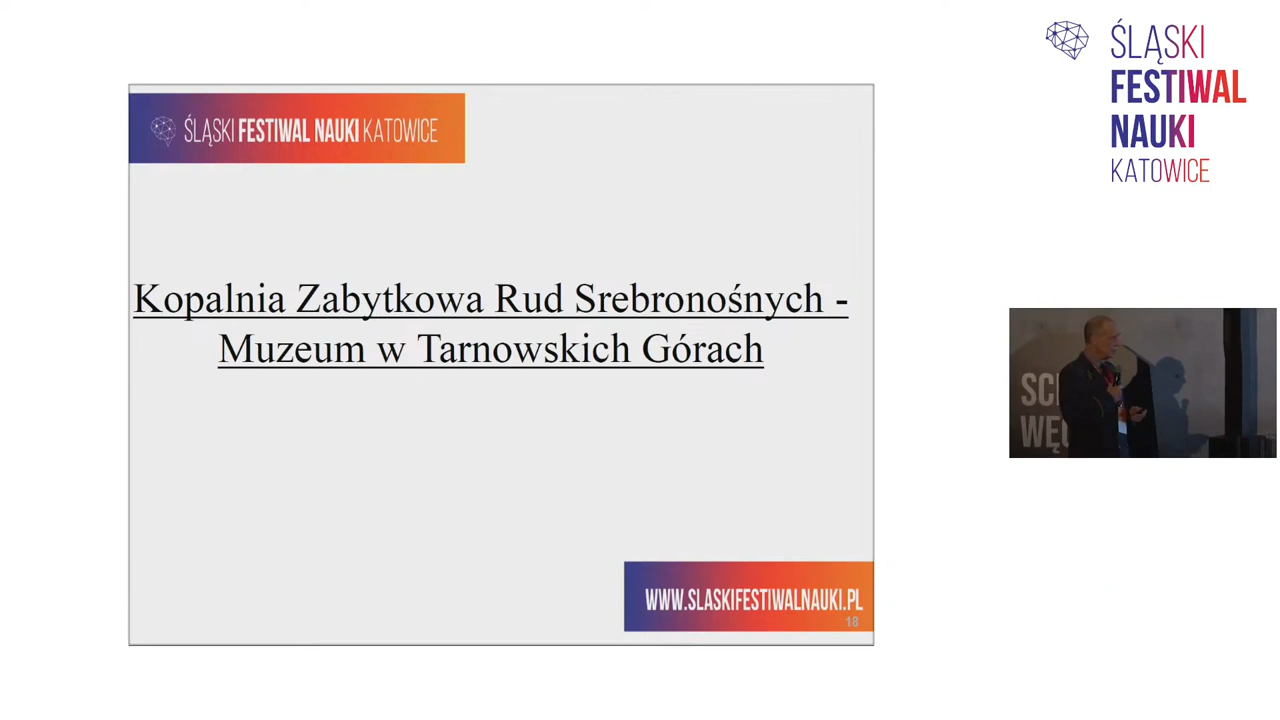 ŚLĄSKI
FESTIWAL
NAUKI
KATOWICE
ŚLĄSKI FESTIWAL NAUKI KATOWICE
Kopalnia Zabytkowa Rud Srebronośnych -
Muzeum w Tarnowskich Górach
WWW.SLASKIFESTIWALNAUKI.PL
18